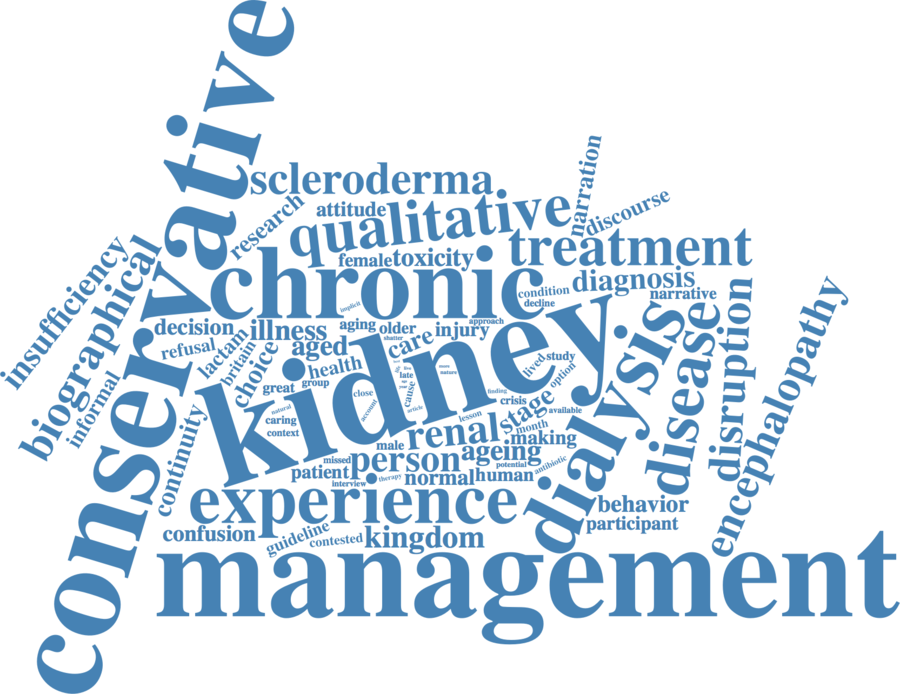 conservative
scleroderma
narration
research
attitude
qualitative
discourse
treatment
female
toxicity
chronic
insufficiency
biographical
condition
diagnosis
decline
narrative
implicit
decision
illness
aging
older
injury
approach
shatter
refusal
lactam
britain
choice
aged
care
kidney
dialysis
disease
disruption
encephalopathy
informal
health
great
group
late
cause
more
nature
lived
study
option
close
account
article
finding
crisis
natural
caring
context
continuity
lesson
stage
available
month
male
renal
making
missed
person
ageing
potential
antibiotic
patient
therapy
normal
human
interview
experience
behavior
participant
confusion
guideline
contested
kingdom
management